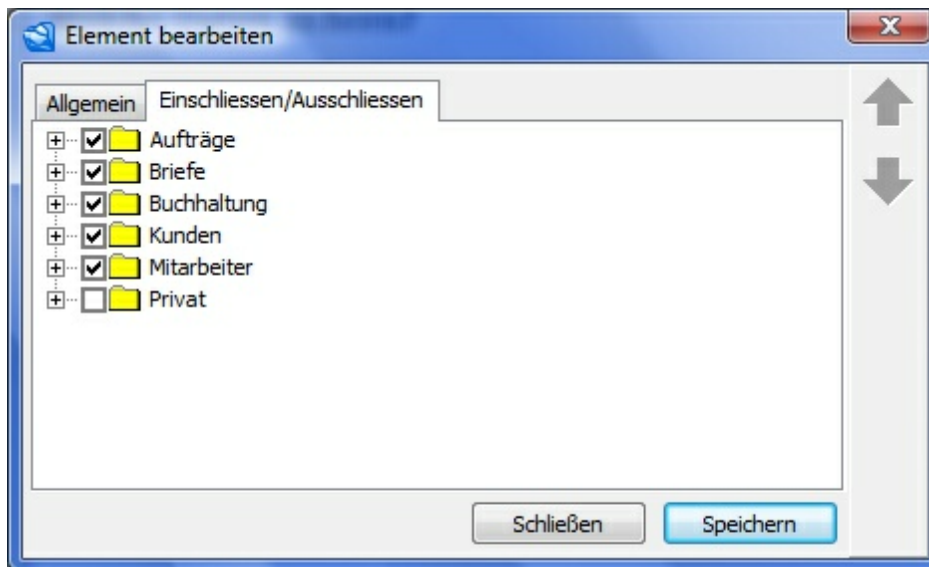 Element bearbeiten
Allgemein Einschliessen/Ausschliessen
Aufträge
Briefe
Buchhaltung
Kunden
Mitarbeiter
Privat
Schließen Speichern